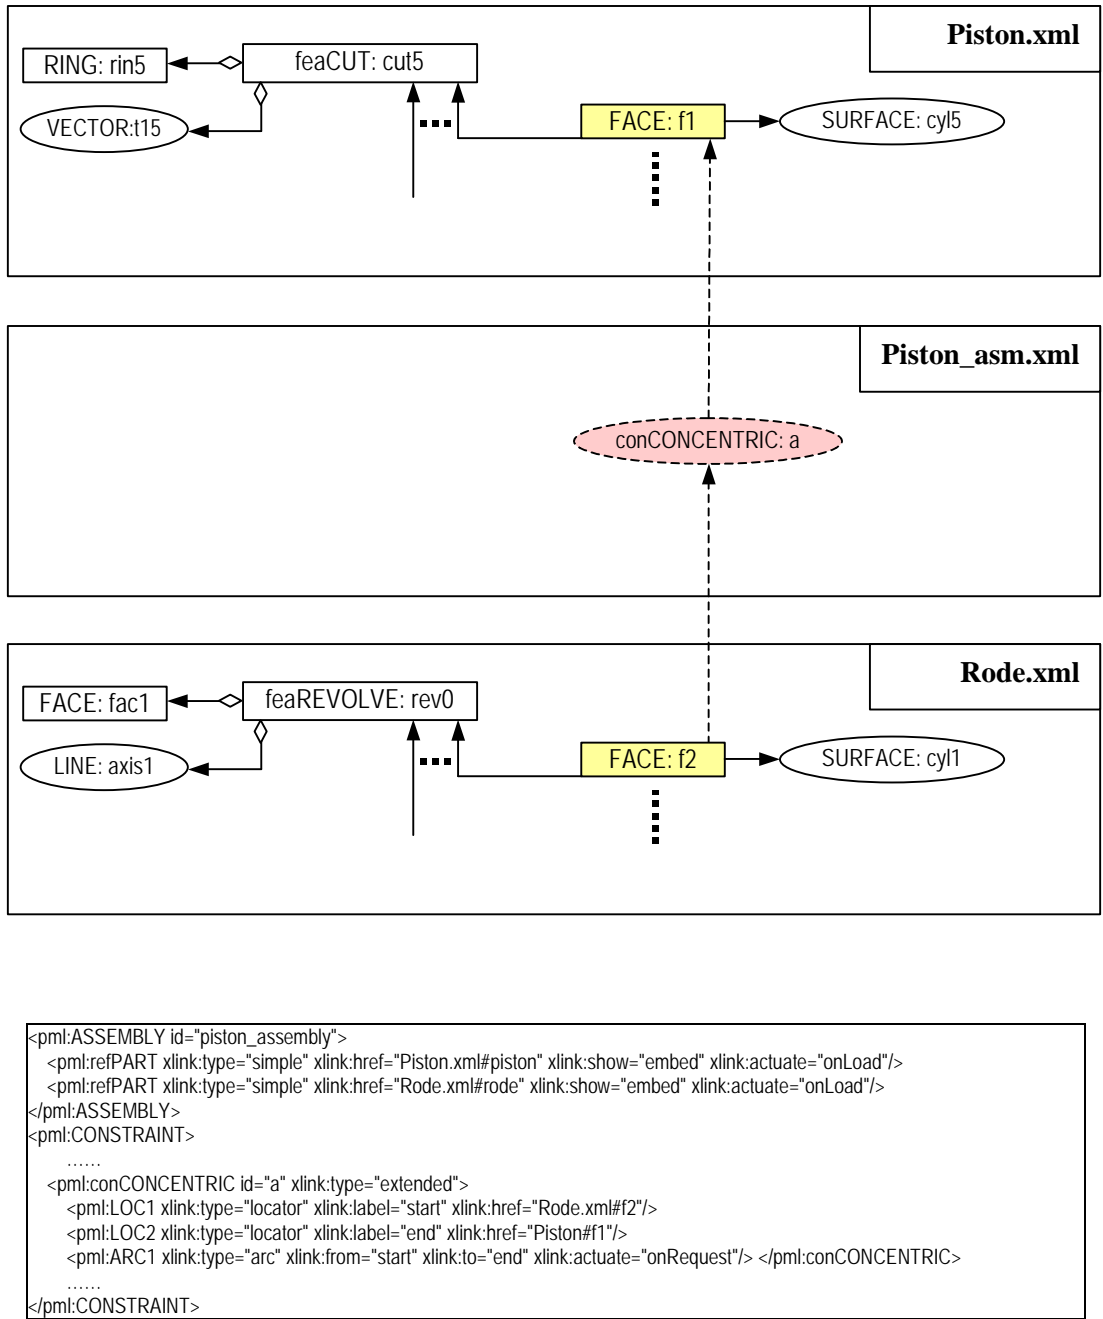 Piston.xml
RING: rin5
feaCUT: cut5
VECTOR:t15
FACE: f1
SURFACE: cyl5
Piston_asm.xml
conCONCENTRIC: a
Rode.xml
FACE: fac1
feaREVOLVE: rev0
LINE: axis1
FACE: f2
SURFACE: cyl1
<pml:ASSEMBLY id="piston_assembly">
<pml:refPART xlink:type="simple" xlink:href="Piston.xml#piston" xlink:show="embed" xlink:actuate="onLoad"/>
<pml:refPART xlink:type="simple" xlink:href="Rode.xml#rode" xlink:show="embed" xlink:actuate="onLoad"/>
</pml:ASSEMBLY>
<pml:CONSTRAINT>
……
<pml:conCONCENTRIC id="a" xlink:type="extended">
<pml:LOC1 xlink:type="locator" xlink:label="start" xlink:href="Rode.xml#f2"/>
<pml:LOC2 xlink:type="locator" xlink:label="end" xlink:href="Piston#f1"/>
<pml:ARC1 xlink:type="arc" xlink:from="start" xlink:to="end" xlink:actuate="onRequest"/> </pml:conCONCENTRIC>
……
</pml:CONSTRAINT>